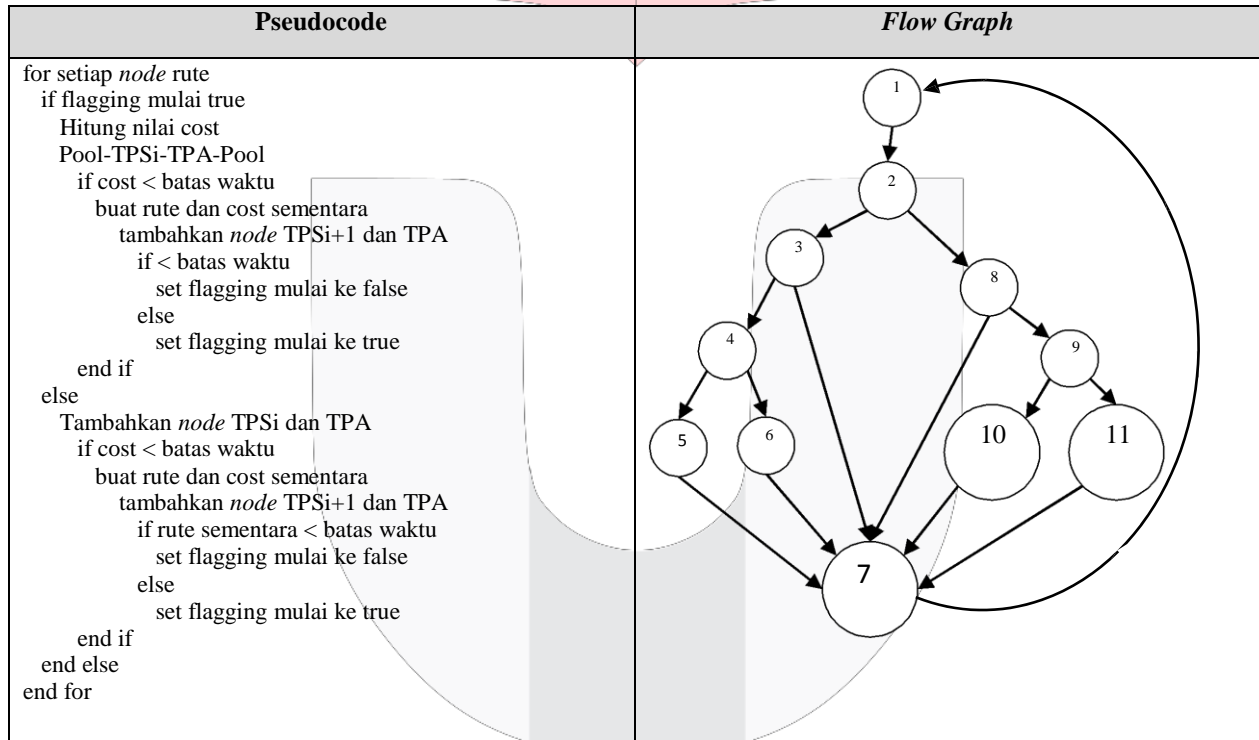 Pseudocode
Flow Graph
for setiap node rute
if flagging mulai true
Hitung nilai cost
Pool-TPSi-TPA-Pool
if cost < batas waktu
buat rute dan cost sementara
tambahkan node TPSi+1 dan TPA
if < batas waktu
set flagging mulai ke false
else
set flagging mulai ke true
end if
else
Tambahkan node TPSi dan TPA
if cost < batas waktu
buat rute dan cost sementara
tambahkan node TPSi+1 dan TPA
if rute sementara < batas waktu
set flagging mulai ke false
else
set flagging mulai ke true
end if
end else
end for
1
2
3
8
4
9
5
6
10
11
7